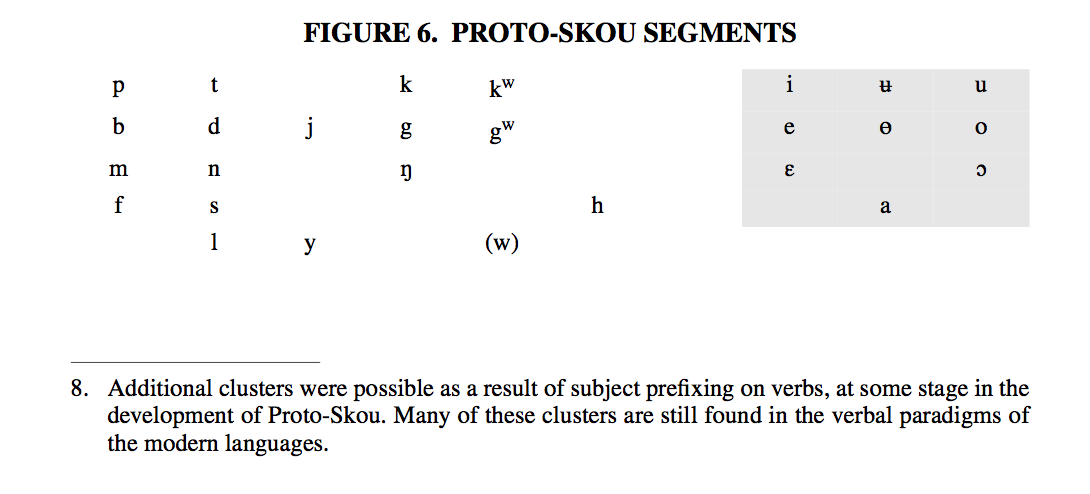 FIGURE 6. PROTO-SKOU SEGMENTS
p t k kʷ i ʉ u
b d j g gʷ e ɵ o
m n ŋ ɛ ɔ
f s h a
l y (w)
8. Additional clusters were possible as a result of subject prefixing on verbs, at some stage in the
development of Proto-Skou. Many of these clusters are still found in the verbal paradigms of
the modern languages.